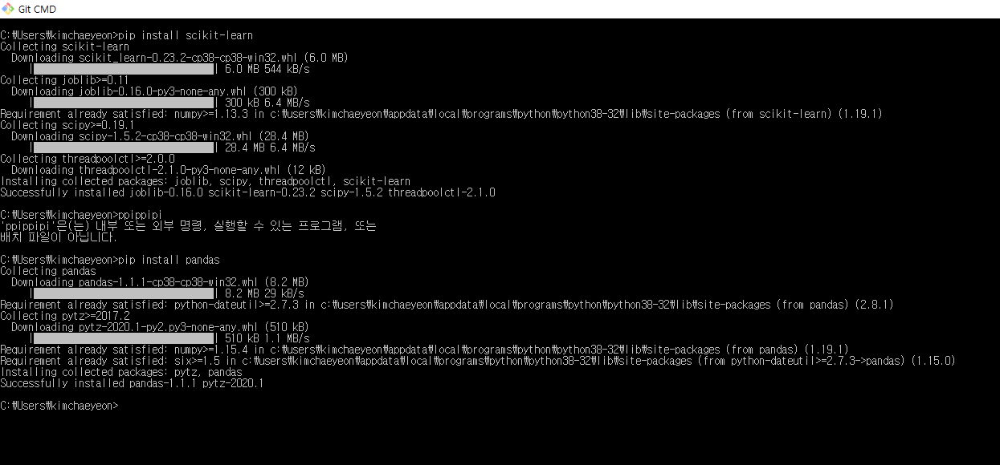 Git CMD
C:₩Users₩kimchaeyeon>pip install scikit-learn
Collecting scikit-learn
  Downloading scikit_learn-0.23.2-cp38-cp38-win32.whl (6.0 MB)
     |████████████████████████████████| 6.0 MB 544 kB/s
Collecting joblib>=0.11
  Downloading joblib-0.16.0-py3-none-any.whl (300 kB)
     |████████████████████████████████| 300 kB 6.4 MB/s
Requirement already satisfied: numpy>=1.13.3 in c:₩users₩kimchaeyeon₩appdata₩local₩programs₩python₩python38-32₩lib₩site-packages (from scikit-learn) (1.19.1)
Collecting scipy>=0.19.1
  Downloading scipy-1.5.2-cp38-cp38-win32.whl (28.4 MB)
     |████████████████████████████████| 28.4 MB 6.4 MB/s
Collecting threadpoolctl>=2.0.0
  Downloading threadpoolctl-2.1.0-py3-none-any.whl (12 kB)
Installing collected packages: joblib, scipy, threadpoolctl, scikit-learn
Successfully installed joblib-0.16.0 scikit-learn-0.23.2 scipy-1.5.2 threadpoolctl-2.1.0
C:₩Users₩kimchaeyeon>ppippipi
'ppippipi'은(는) 내부 또는 외부 명령, 실행할 수 있는 프로그램, 또는
배치 파일이 아닙니다.
C:₩Users₩kimchaeyeon>pip install pandas
Collecting pandas
  Downloading pandas-1.1.1-cp38-cp38-win32.whl (8.2 MB)
     |████████████████████████████████| 8.2 MB 29 kB/s
Requirement already satisfied: python-dateutil>=2.7.3 in c:₩users₩kimchaeyeon₩appdata₩local₩programs₩python₩python38-32₩lib₩site-packages (from pandas) (2.8.1)
Collecting pytz>=2017.2
  Downloading pytz-2020.1-py2.py3-none-any.whl (510 kB)
     |████████████████████████████████| 510 kB 1.1 MB/s
Requirement already satisfied: numpy>=1.15.4 in c:₩users₩kimchaeyeon₩appdata₩local₩programs₩python₩python38-32₩lib₩site-packages (from pandas) (1.19.1)
Requirement already satisfied: six>=1.5 in c:₩users₩kimchaeyeon₩appdata₩local₩programs₩python₩python38-32₩lib₩site-packages (from python-dateutil>=2.7.3->pandas) (1.15.0)
Installing collected packages: pytz, pandas
Successfully installed pandas-1.1.1 pytz-2020.1
C:₩Users₩kimchaeyeon>